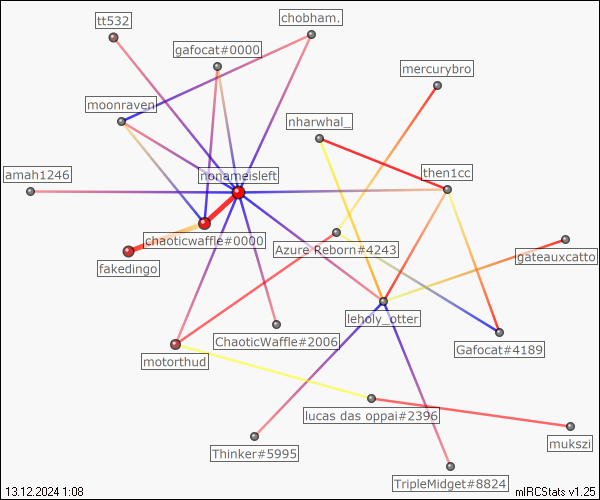 chobham.
tt532
gafocat#0000
mercurybro
moonraven
nharwhal_
then1cc
amah1246
nonameisleft
chaoticwaffle#0000
Azure Reborn#4243
gateauxcatto
fakedingo
leholy_otter
ChaoticWaffle#2006
Gafocat#4189
motorthud
lucas das oppai#2396
mukszi
Thinker#5995
TripleMidget#8824
13.12.2024 1:08
mIRCStats v1.25